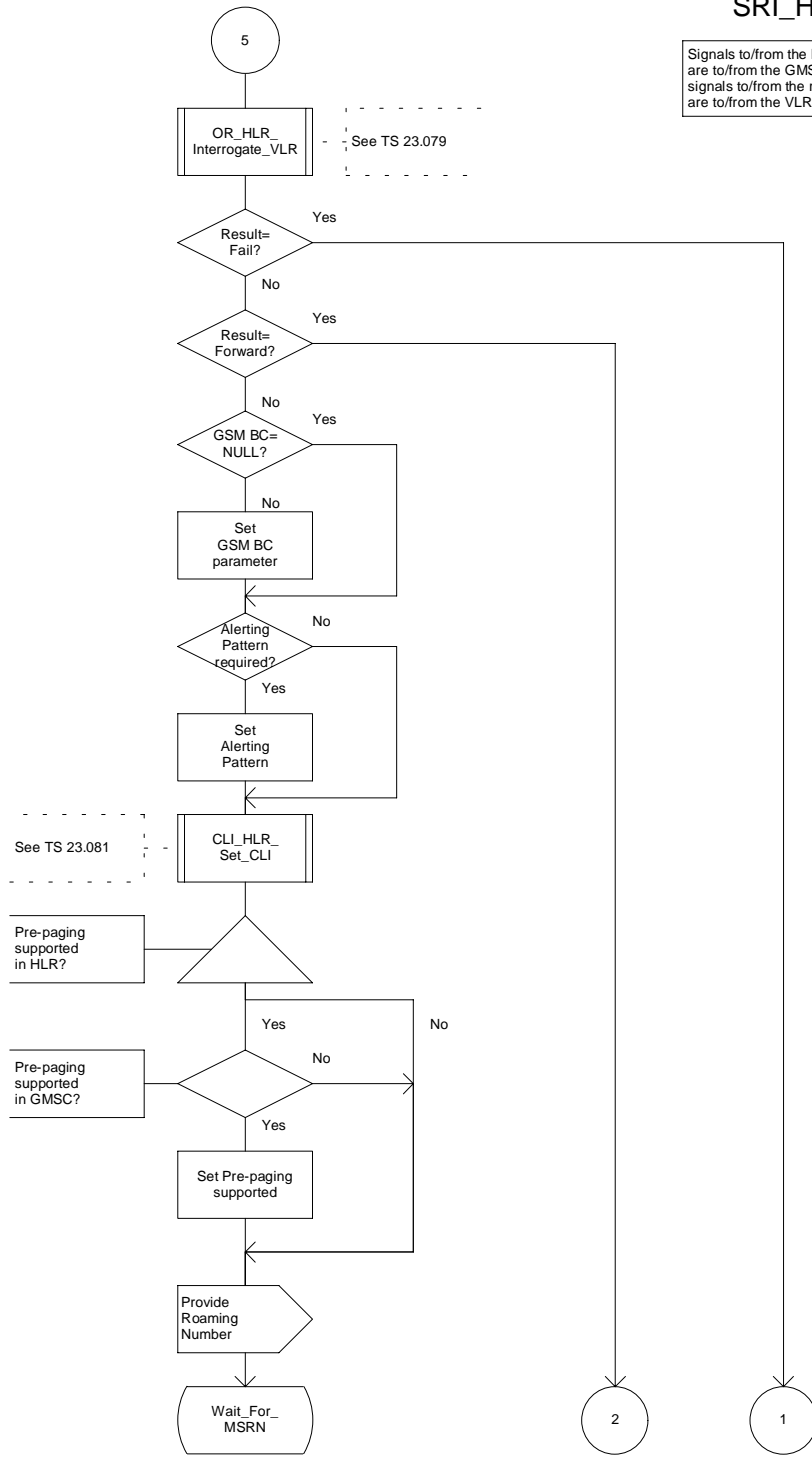 SRI_H
5
Signals to/from the
are to/from the GMS
signals to/from the
are to/from the VLR
OR_HLR_
Interrogate_VLR
See TS 23.079
Result=
Fail?
Yes
No
Result=
Forward?
Yes
No
GSM BC=
NULL?
Yes
No
Set
GSM BC
parameter
Alerting
Pattern
required?
No
Yes
Set
Alerting
Pattern
See TS 23.081
CLI_HLR_
Set_CLI
Pre-paging
supported
in HLR?
Yes
No
Pre-paging
supported
in GMSC?
No
Yes
Set Pre-paging
supported
Provide
Roaming
Number
Wait_For_
MSRN
2
1